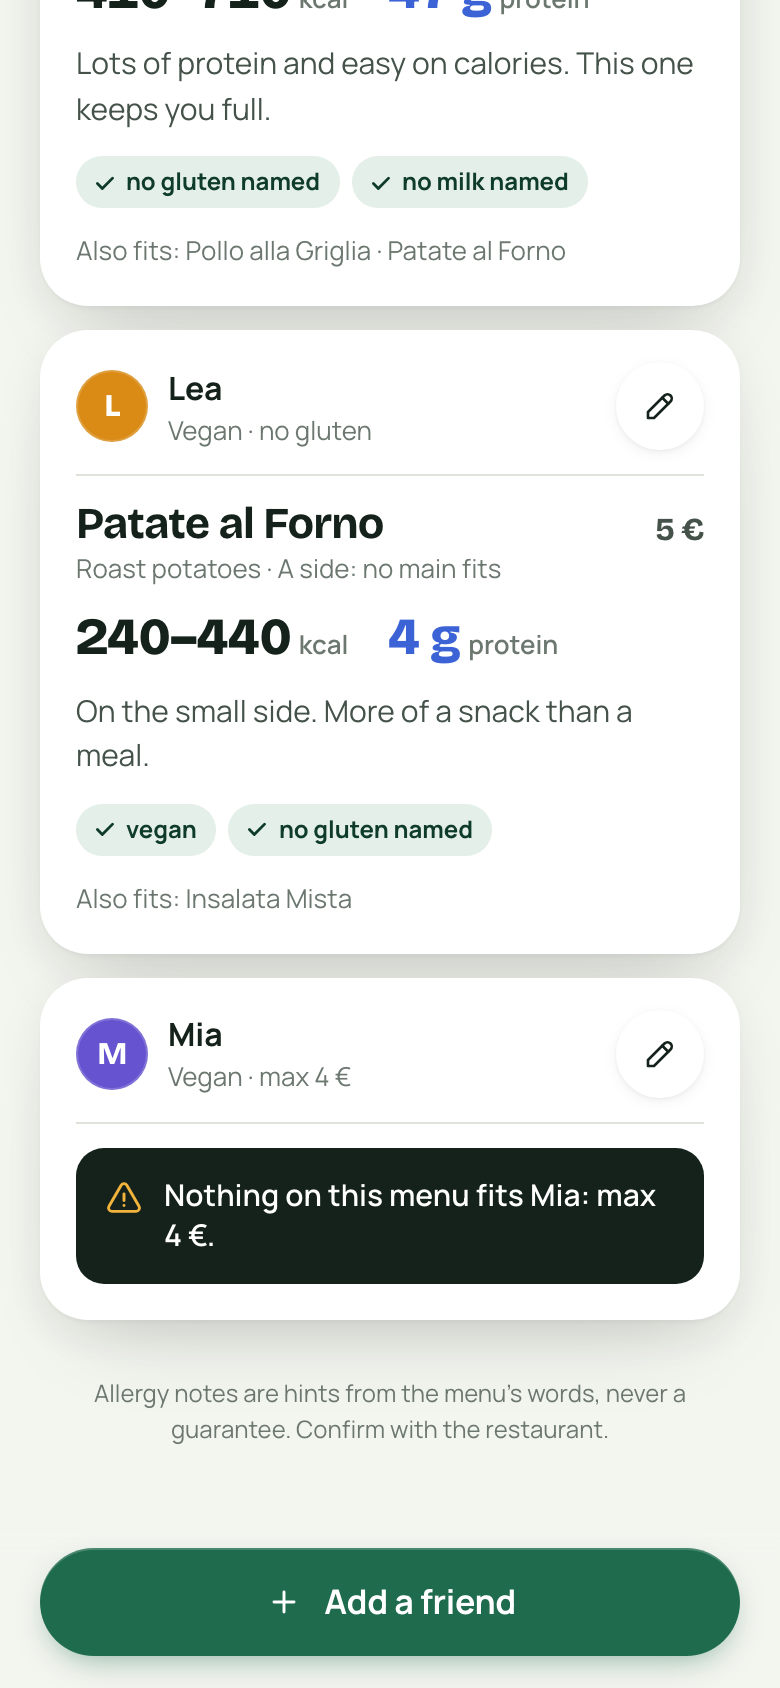 kcal
47 g protein
Lots of protein and easy on calories. This one
keeps you full.
no gluten named
no milk named
Also fits: Pollo alla Griglia · Patate al Forno
L
Lea
Vegan · no gluten
Patate al Forno
5 €
Roast potatoes · A side: no main fits
240–440 kcal
4 g protein
On the small side. More of a snack than a
meal.
vegan
no gluten named
Also fits: Insalata Mista
M
Mia
Vegan · max 4 €
Nothing on this menu fits Mia: max
4 €.
Allergy notes are hints from the menu’s words, never a
guarantee. Confirm with the restaurant.
+ Add a friend